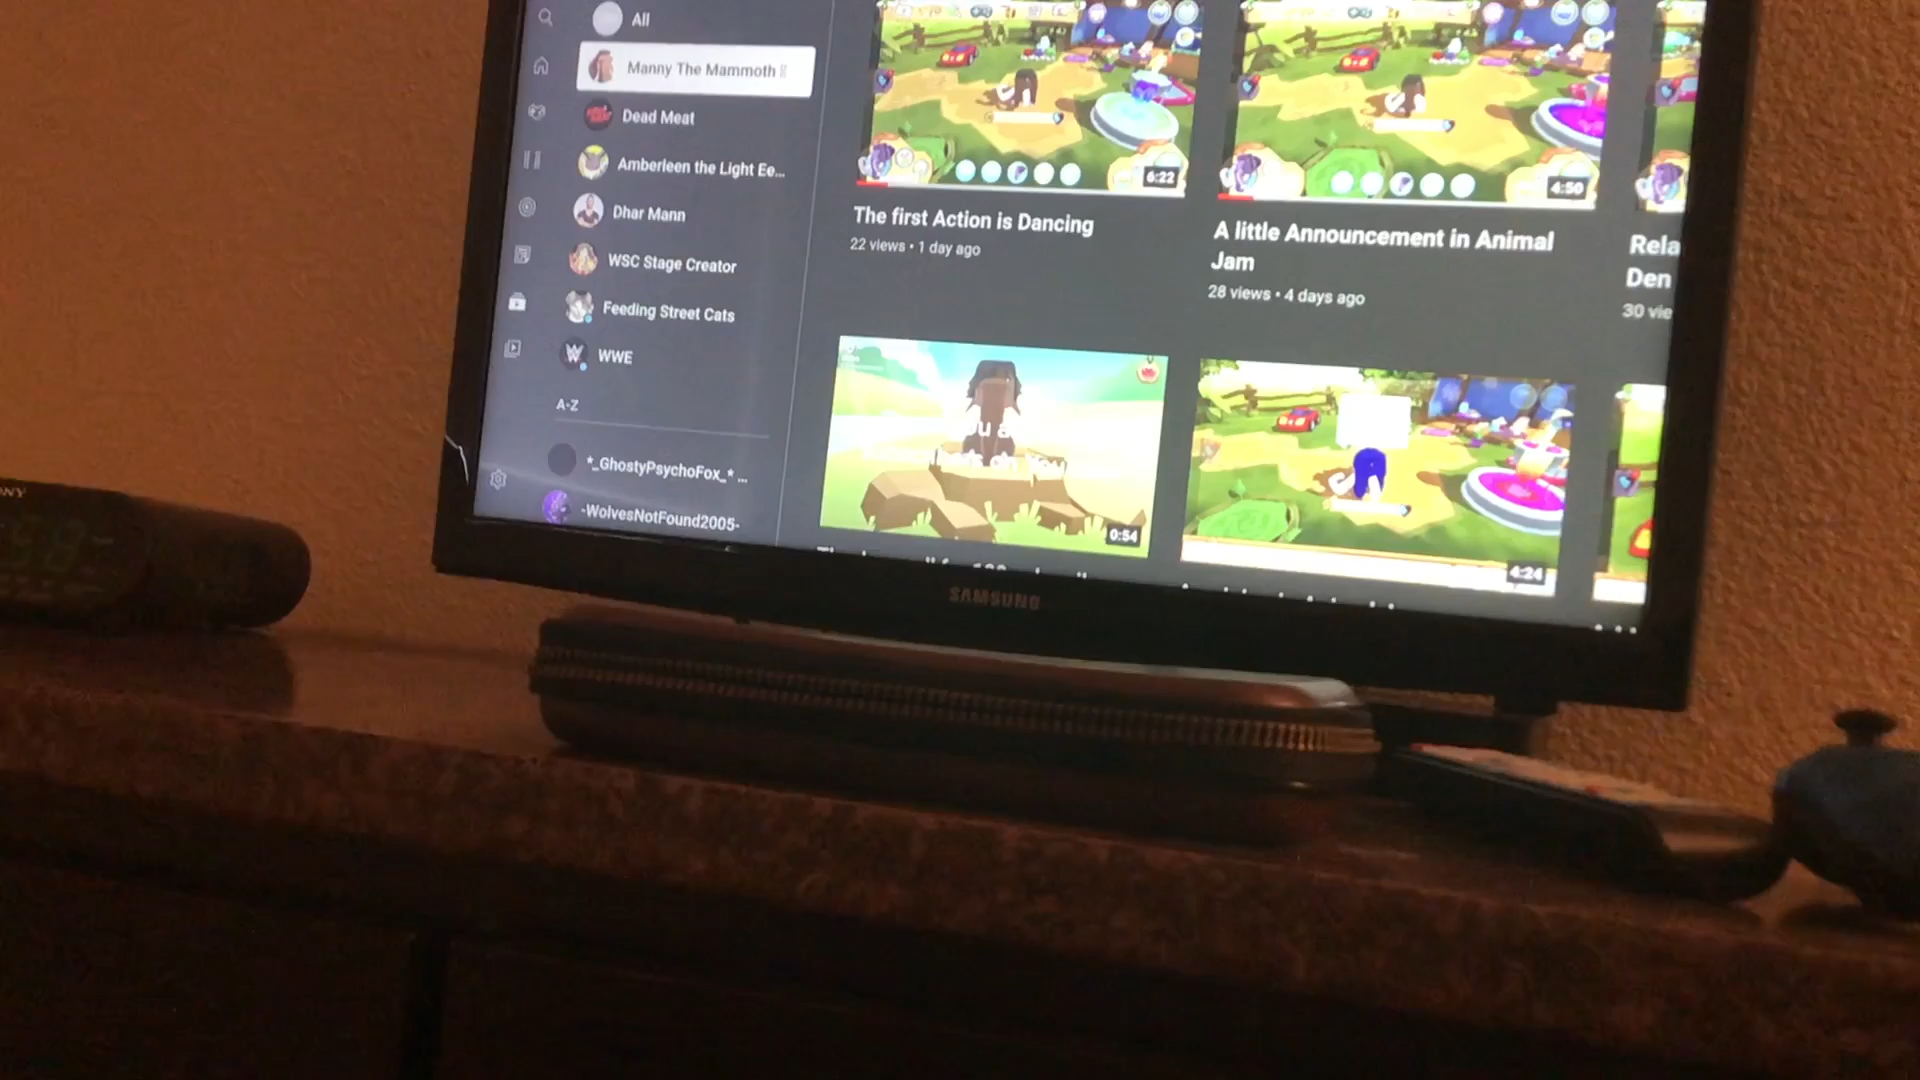 All
Manny The Mammoth
Dead Meat
Amberleen the Light Ee...
Dhar Mann
WSC Stage Creator
Feeding Street Cats
WWE
A-Z
*_GhostyPsychoFox_* ...
-WolvesNotFound2005-
6:22
The first Action is Dancing
22 views • 1 day ago
4:50
A little Announcement in Animal
Jam
28 views • 4 days ago
Rela
Den
30 vie
0:54
4:24
SAMSUNG